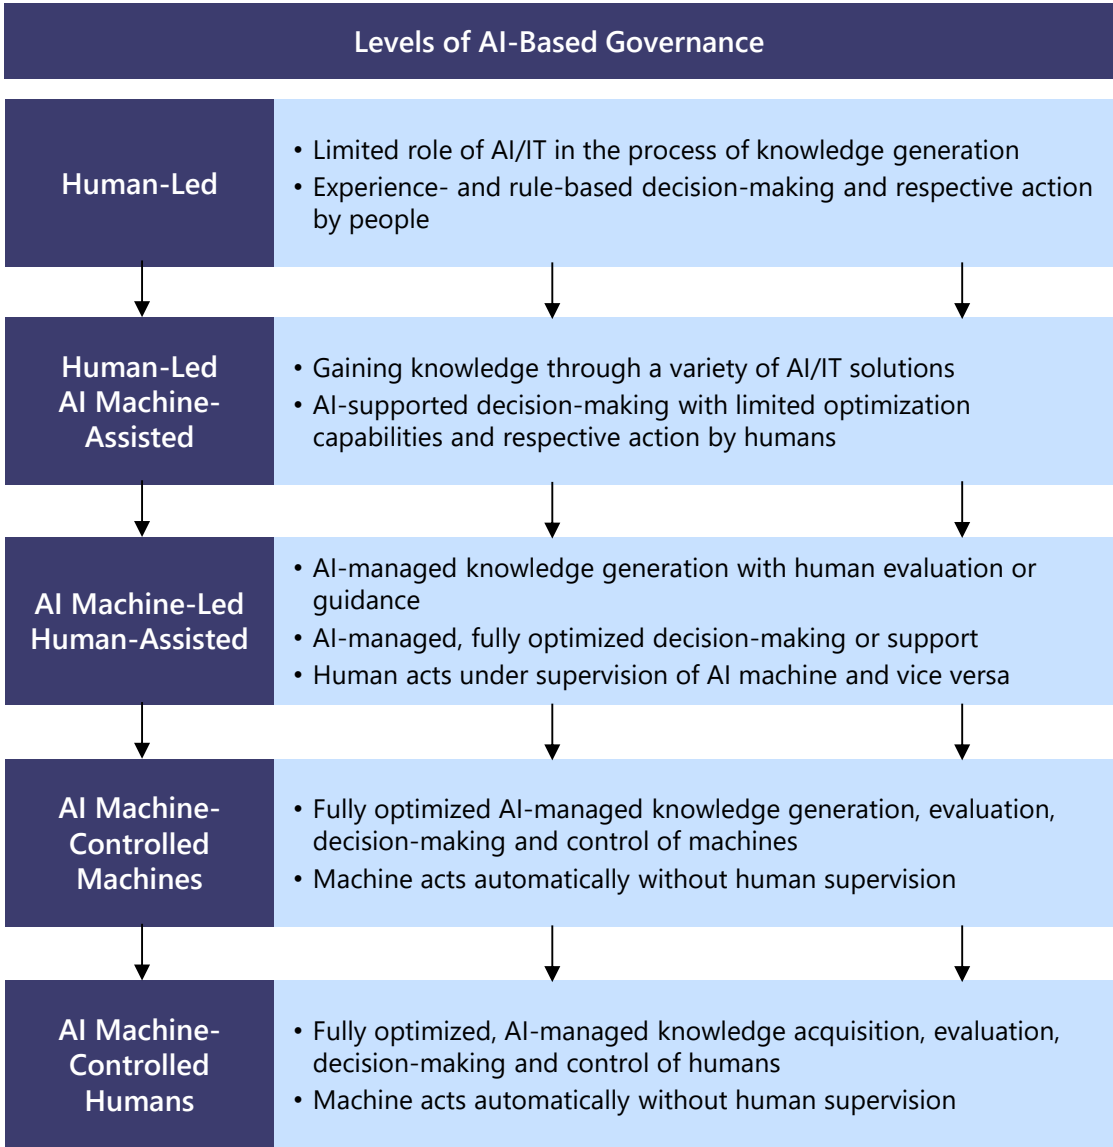 Levels of AI-Based Governance
Human-Led
• Limited role of AI/IT in the process of knowledge generation
• Experience- and rule-based decision-making and respective action
by people
Human-Led
AI Machine-
Assisted
• Gaining knowledge through a variety of AI/IT solutions
• AI-supported decision-making with limited optimization
capabilities and respective action by humans
AI Machine-Led
Human-Assisted
• AI-managed knowledge generation with human evaluation or
guidance
• AI-managed, fully optimized decision-making or support
• Human acts under supervision of AI machine and vice versa
AI Machine-
Controlled
Machines
• Fully optimized AI-managed knowledge generation, evaluation,
decision-making and control of machines
• Machine acts automatically without human supervision
AI Machine-
Controlled
Humans
• Fully optimized, AI-managed knowledge acquisition, evaluation,
decision-making and control of humans
• Machine acts automatically without human supervision